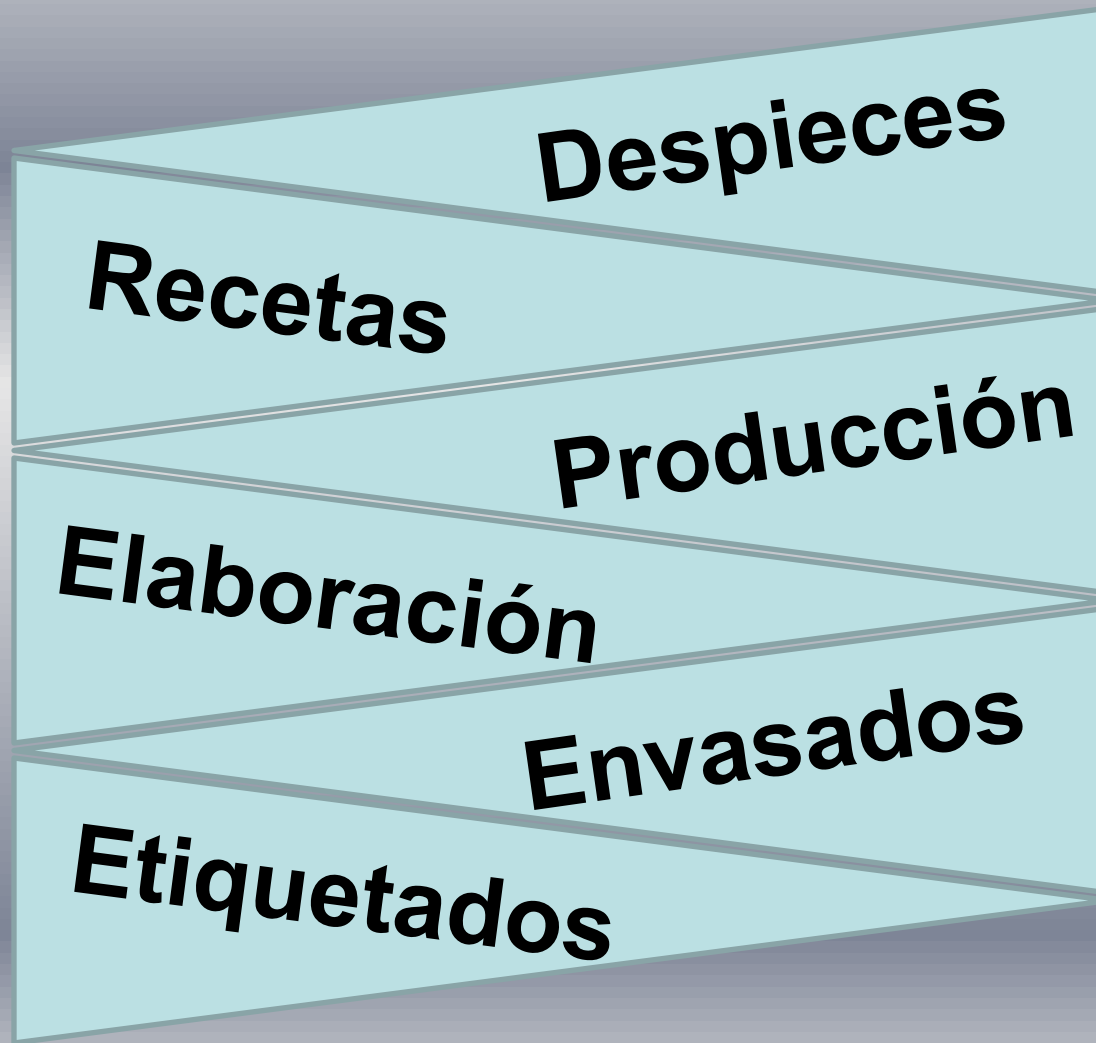 Despieces
Recetas
Producción
Elaboración
Envasados
Etiquetados